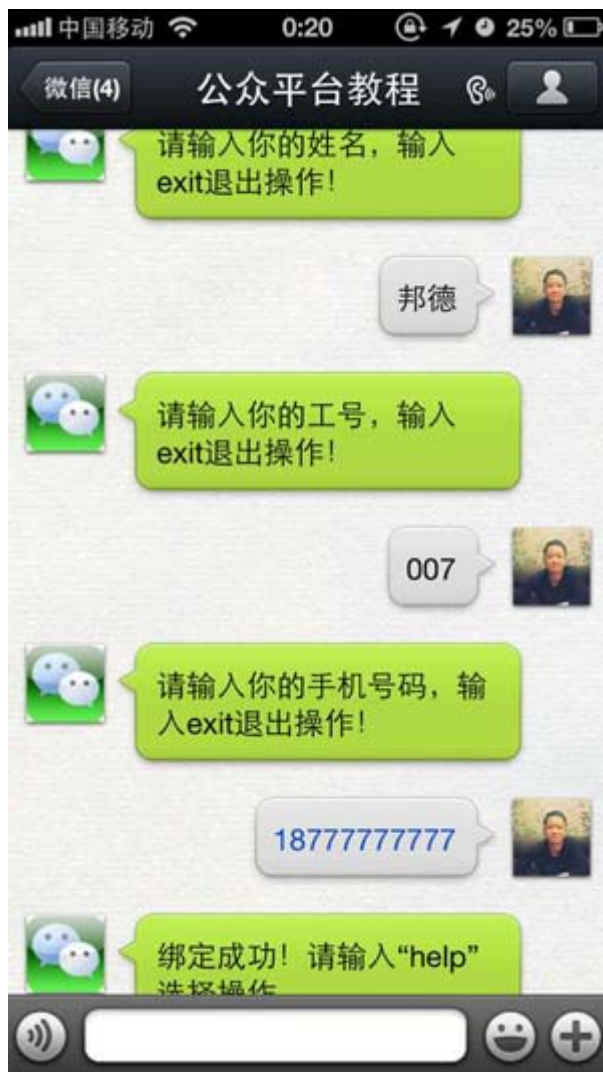 中国移动 0:20 25%
微信(4) 公众平台教程
请输入你的姓名，输入
exit退出操作！
邦德
请输入你的工号，输入
exit退出操作！
007
请输入你的手机号码，输
入exit退出操作！
18777777777
绑定成功！请输入“help”
选择操作